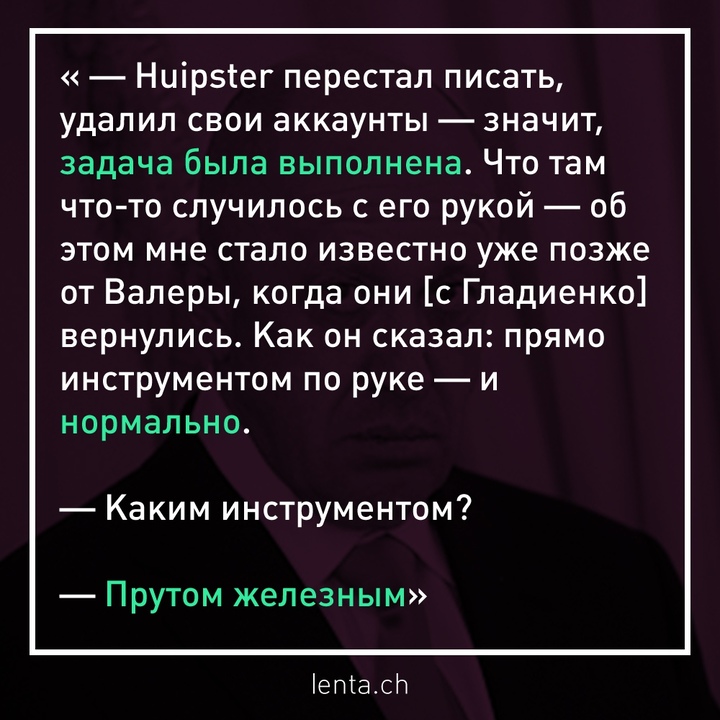 « — Huipster перестал писать,
удалил свои аккаунты — значит,
задача была выполнена. Что там
что-то случилось с его рукой — об
этом мне стало известно уже позже
от Валеры, когда они [с Гладиенко]
вернулись. Как он сказал: прямо
инструментом по руке — и
нормально.
— Каким инструментом?
— Прутом железным»
lenta.ch